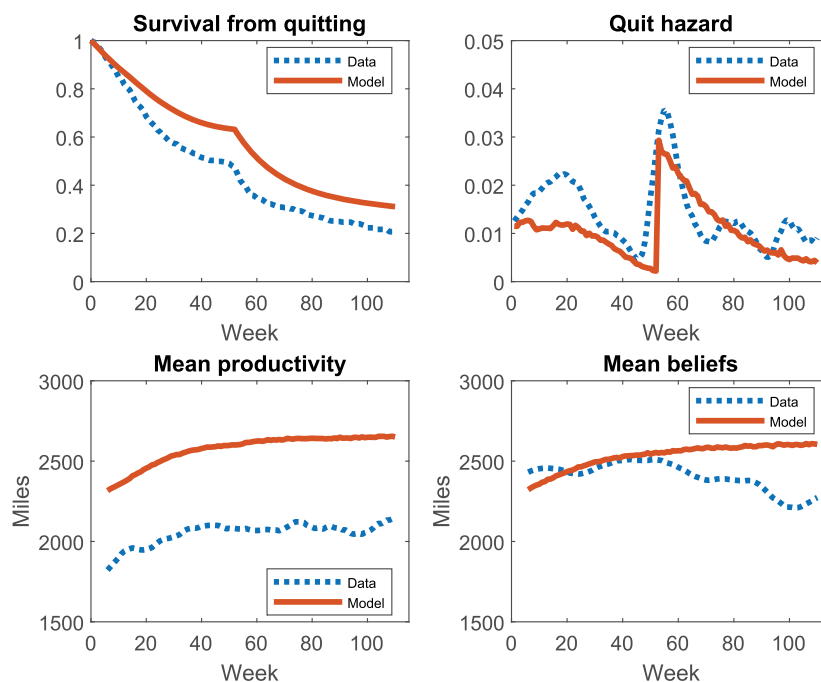 Survival from quitting
1
0.8
0.6
0.4
0.2
0
0 20 40 60 80 100
Week
Data
Model
Quit hazard
0.05
0.04
0.03
0.02
0.01
0
0 20 40 60 80 100
Week
Data
Model
Mean productivity
3000
2500
2000
1500
Miles
0 20 40 60 80 100
Week
Data
Model
Mean beliefs
3000
2500
2000
1500
Miles
0 20 40 60 80 100
Week
Data
Model